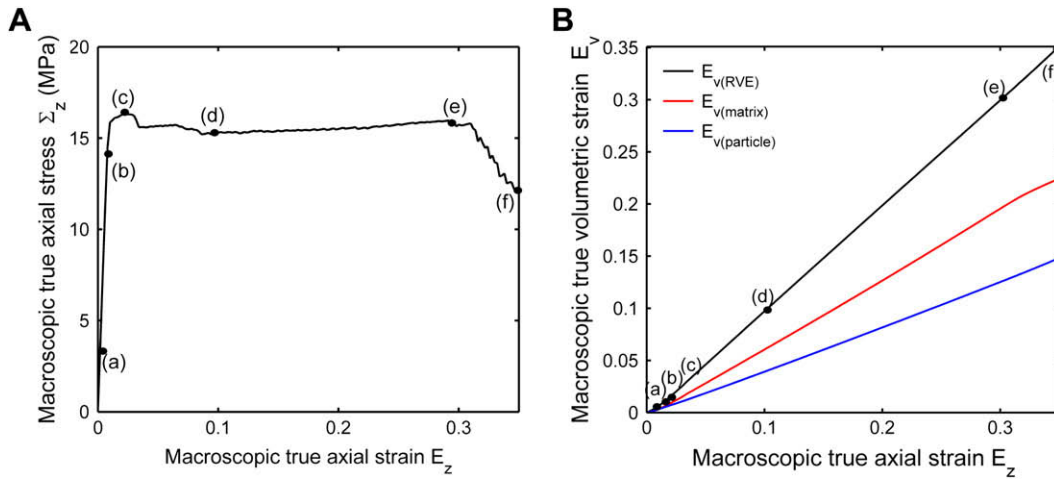 A
Macroscopic true axial stress Σz (MPa)
20
15
10
5
0
0
0.1
0.2
0.3
(a)
(b)
(c)
(d)
(e)
(f)
Macroscopic true axial strain Ez
B
Macroscopic true volumetric strain Ev
0.35
0.3
0.25
0.2
0.15
0.1
0.05
0
0
0.1
0.2
0.3
Ev(RVE)
Ev(matrix)
Ev(particle)
(a)
(b)
(c)
(d)
(e)
(f
Macroscopic true axial strain Ez